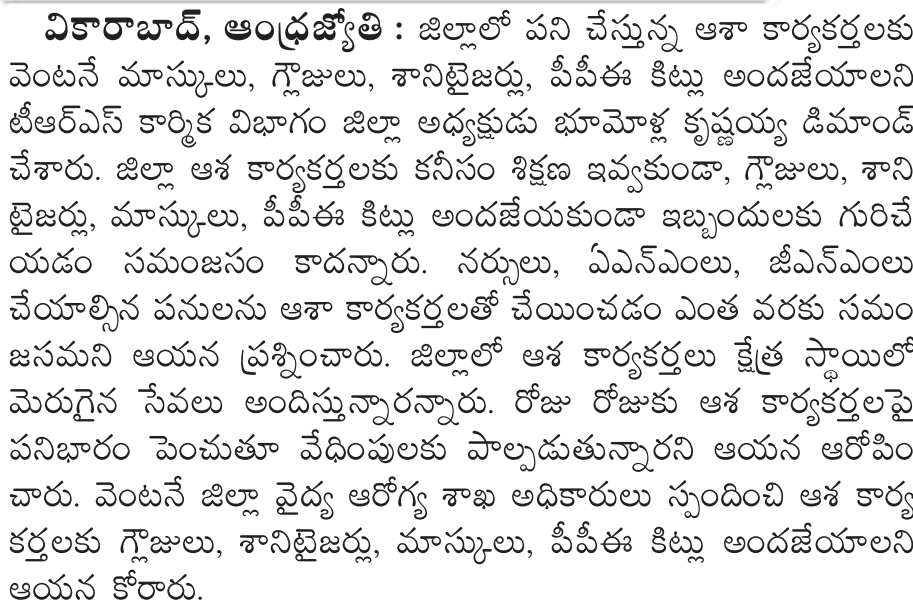 వికారాబాద్, ఆంధ్రజ్యోతి : జిల్లాలో పని చేస్తున్న ఆశా కార్యకర్తలకు
వెంటనే మాస్కులు, గ్లౌజులు, శానిటైజర్లు, పీపీఈ కిట్లు అందజేయాలని
టీఆర్ఎస్ కార్మిక విభాగం జిల్లా అధ్యక్షుడు భూమోళ్ల కృష్ణయ్య డిమాండ్
చేశారు. జిల్లా ఆశ కార్యకర్తలకు కనీసం శిక్షణ ఇవ్వకుండా, గ్లౌజులు, శాని
టైజర్లు, మాస్కులు, పీపీఈ కిట్లు అందజేయకుండా ఇబ్బందులకు గురిచే
యడం సమంజసం కాదన్నారు. నర్సులు, ఏఎన్ఎంలు, జీఎన్ఎంలు
చేయాల్సిన పనులను ఆశా కార్యకర్తలతో చేయించడం ఎంత వరకు సమం
జసమని ఆయన ప్రశ్నించారు. జిల్లాలో ఆశ కార్యకర్తలు క్షేత్ర స్థాయిలో
మెరుగైన సేవలు అందిస్తున్నారన్నారు. రోజు రోజుకు ఆశ కార్యకర్తలపై
పనిభారం పెంచుతూ వేధింపులకు పాల్పడుతున్నారని ఆయన ఆరోపిం
చారు. వెంటనే జిల్లా వైద్య ఆరోగ్య శాఖ అధికారులు స్పందించి ఆశ కార్య
కర్తలకు గ్లౌజులు, శానిటైజర్లు, మాస్కులు, పీపీఈ కిట్లు అందజేయాలని
ఆయన కోరారు.